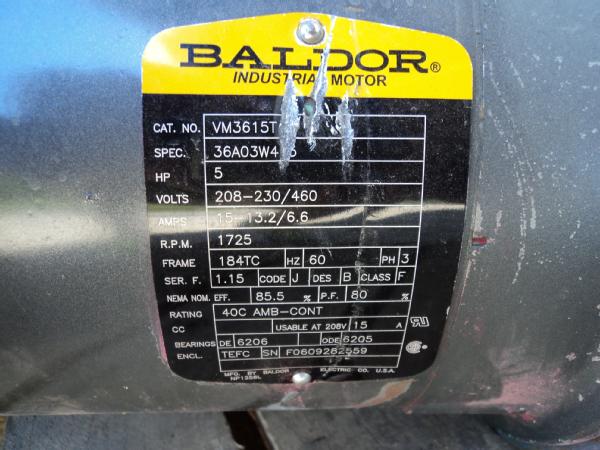 BALDOR®
INDUSTRIAL MOTOR
CAT. NO. VM3615T
SPEC. 36A03W4
HP 5
VOLTS 208-230/460
AMPS 15-13.2/6.6
R.P.M. 1725
FRAME 184TC HZ 60 PH 3
SER. F. 1.15 CODE J DES B CLASS F
NEMA NOM. EFF. 85.5 % P.F. 80 %
RATING 40C AMB-CONT
CC USABLE AT 208V 15 A
BEARINGS DE 6206 ODE 6205
ENCL. TEFC SN F0609282559
MFG. BY BALDOR ELECTRIC CO. U.S.A.
NP1256L